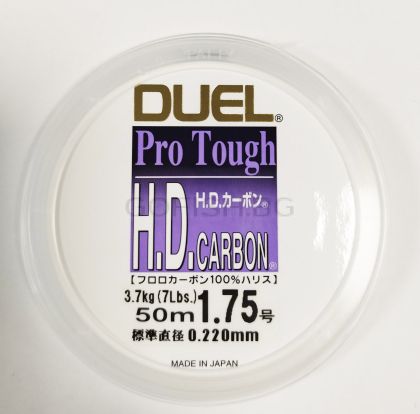 DUEL®
Pro Tough
H.D.カーボン®
GOFISH.BG
H.D.CARBON®
【フロロカーボン100%ハリス】
3.7kg(7Lbs.)
50m 1.75号
標準直径 0.220mm
MADE IN JAPAN